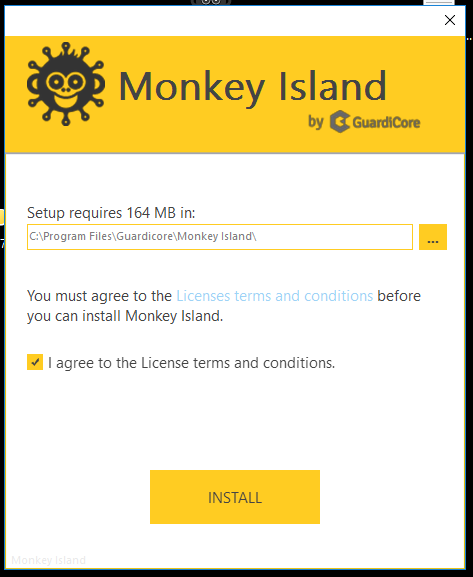 Monkey Island
by GuardiCore
Setup requires 164 MB in:
C:\Program Files\Guardicore\Monkey Island\
...
You must agree to the Licenses terms and conditions before
you can install Monkey Island.
I agree to the License terms and conditions.
INSTALL
Monkey Island